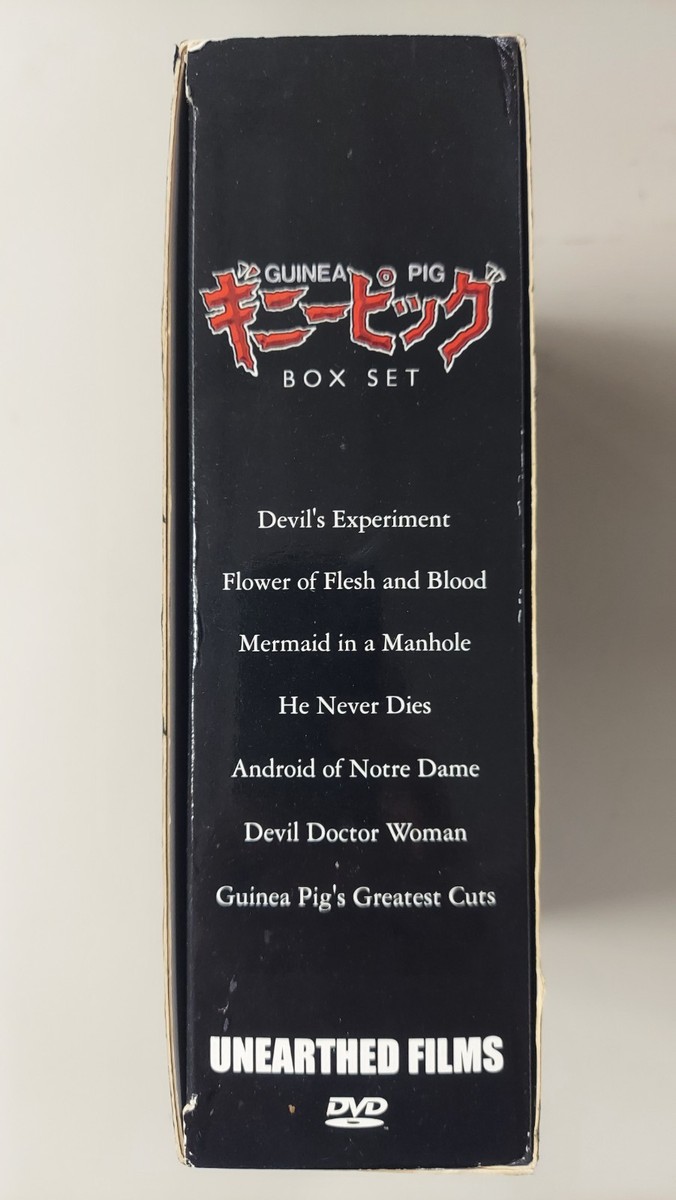 GUINEA PIG
ギニーピッグ
BOX SET
Devil's Experiment
Flower of Flesh and Blood
Mermaid in a Manhole
He Never Dies
Android of Notre Dame
Devil Doctor Woman
Guinea Pig's Greatest Cuts
UNEARTHED FILMS
DVD